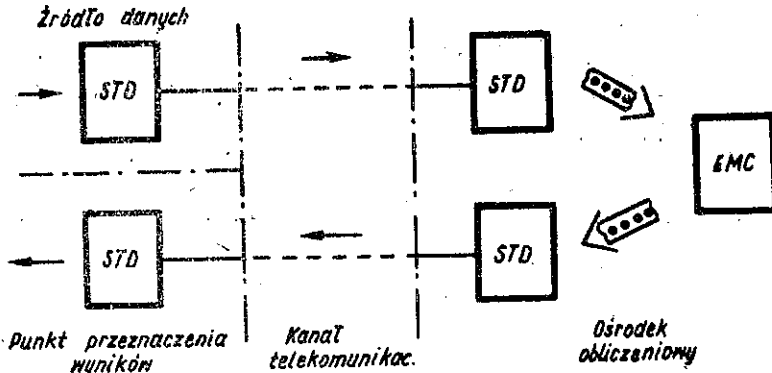 Źródło danych
STD
STD
EMC
STD
STD
Punkt przeznaczenia
wyników
Kanał
telekomunikac.
Ośrodek
obliczeniowy